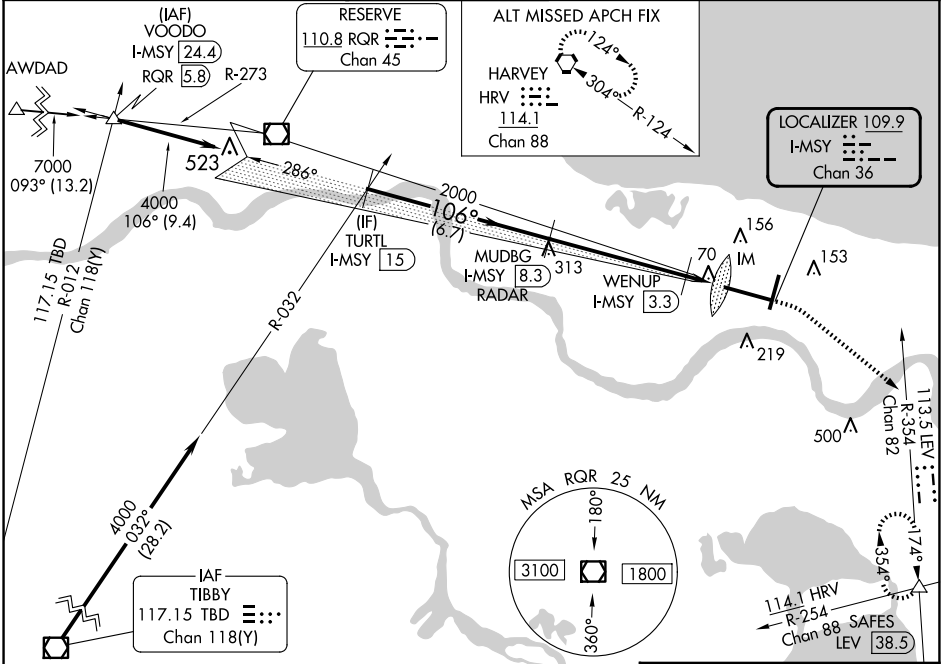 (IAF)
VOODO
I-MSY 24.4
RQR 5.8
R-273
AWDAD
7000
093° (13.2)
4000
106° (9.4)
523
RESERVE
110.8 RQR
Chan 45
ALT MISSED APCH FIX
124°
304°
R-124
HARVEY
HRV
114.1
Chan 88
LOCALIZER 109.9
I-MSY
Chan 36
286°
2000
106°
(6.7)
(IF)
TURTL
I-MSY 15
MUDBG
I-MSY 8.3
RADAR
313
WENUP
I-MSY 3.3
70
IM
156
153
219
500
117.15 TBD
R-012
Chan 118(Y)
R-032
4000
032°
(28.2)
IAF
TIBBY
117.15 TBD
Chan 118(Y)
MSA RQR 25 NM
180°
3100
1800
360°
113.5 LEV
R-354
Chan 82
174°
354°
114.1 HRV
R-254
Chan 88
SAFES
LEV 38.5